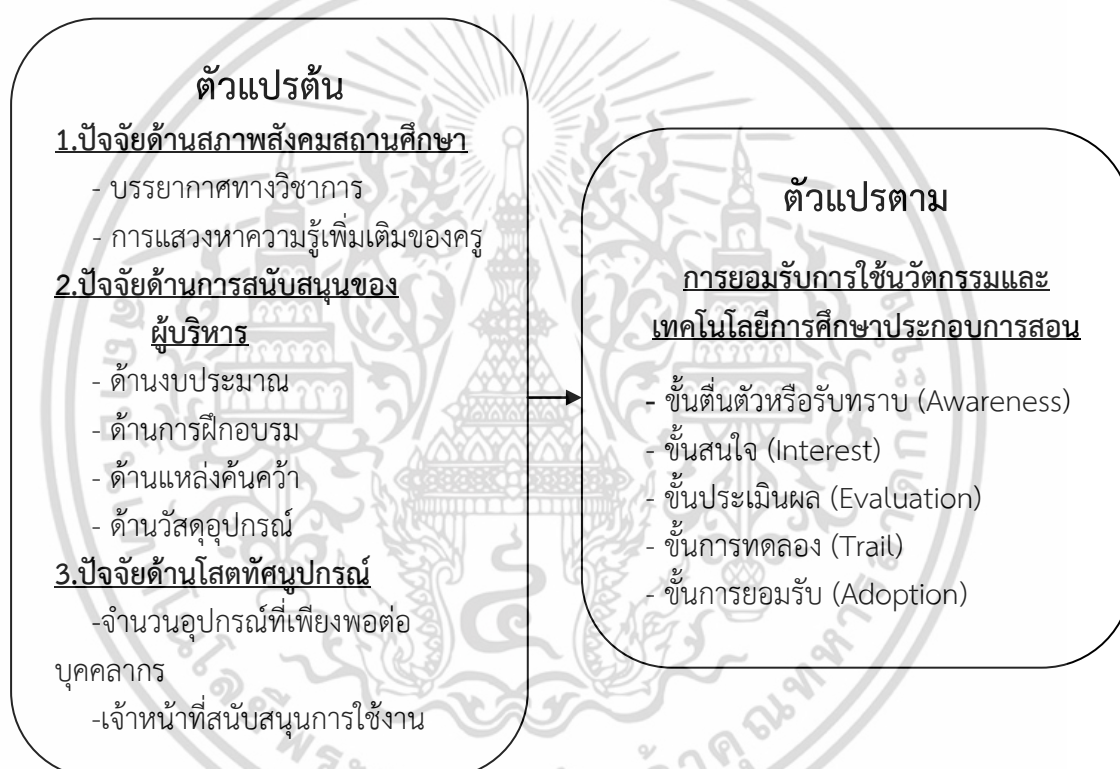 ตัวแปรต้น
1.ปัจจัยด้านสภาพสังคมสถานศึกษา
- บรรยากาศทางวิชาการ
- การแสวงหาความรู้เพิ่มเติมของครู
2.ปัจจัยด้านการสนับสนุนของ
ผู้บริหาร
- ด้านงบประมาณ
- ด้านการฝึกอบรม
- ด้านแหล่งค้นคว้า
- ด้านวัสดุอุปกรณ์
3.ปัจจัยด้านโสตทัศนูปกรณ์
-จำนวนอุปกรณ์ที่เพียงพอต่อ
บุคคลากร
-เจ้าหน้าที่สนับสนุนการใช้งาน
ตัวแปรตาม
การยอมรับการใช้นวัตกรรมและ
เทคโนโลยีการศึกษาประกอบการสอน
- ขั้นตื่นตัวหรือรับทราบ (Awareness)
- ขั้นสนใจ (Interest)
- ขั้นประเมินผล (Evaluation)
- ขั้นการทดลอง (Trail)
- ขั้นการยอมรับ (Adoption)